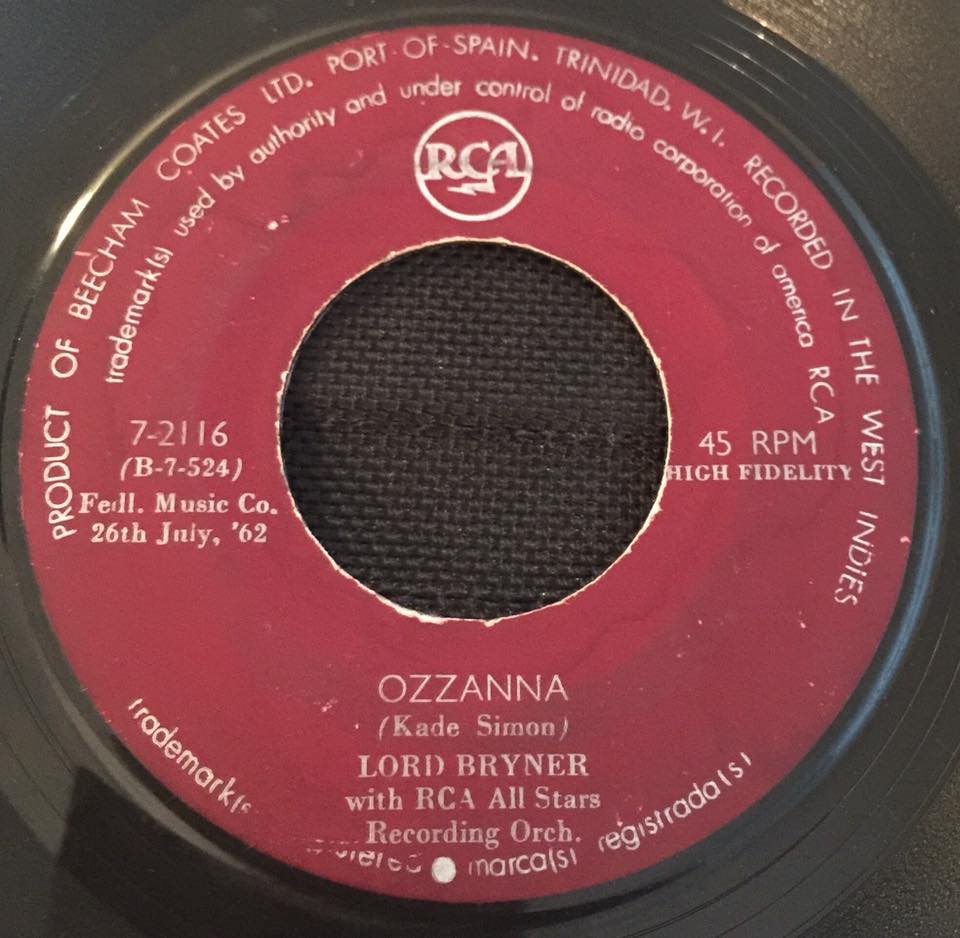 PRODUCT OF BEECHAM COATES LTD. PORT-OF-SPAIN. TRINIDAD. W.I. RECORDED IN THE WEST INDIES
trademark(s) used by authority and under control of radio corporation of america RCA
RCA
7-2116
(B-7-524)
Fedl. Music Co.
26th July, '62
45 RPM
HIGH FIDELITY
OZZANNA
(Kade Simon)
LORD BRYNER
with RCA All Stars
Recording Orch.
trademark(s marca(s) registrada(s)